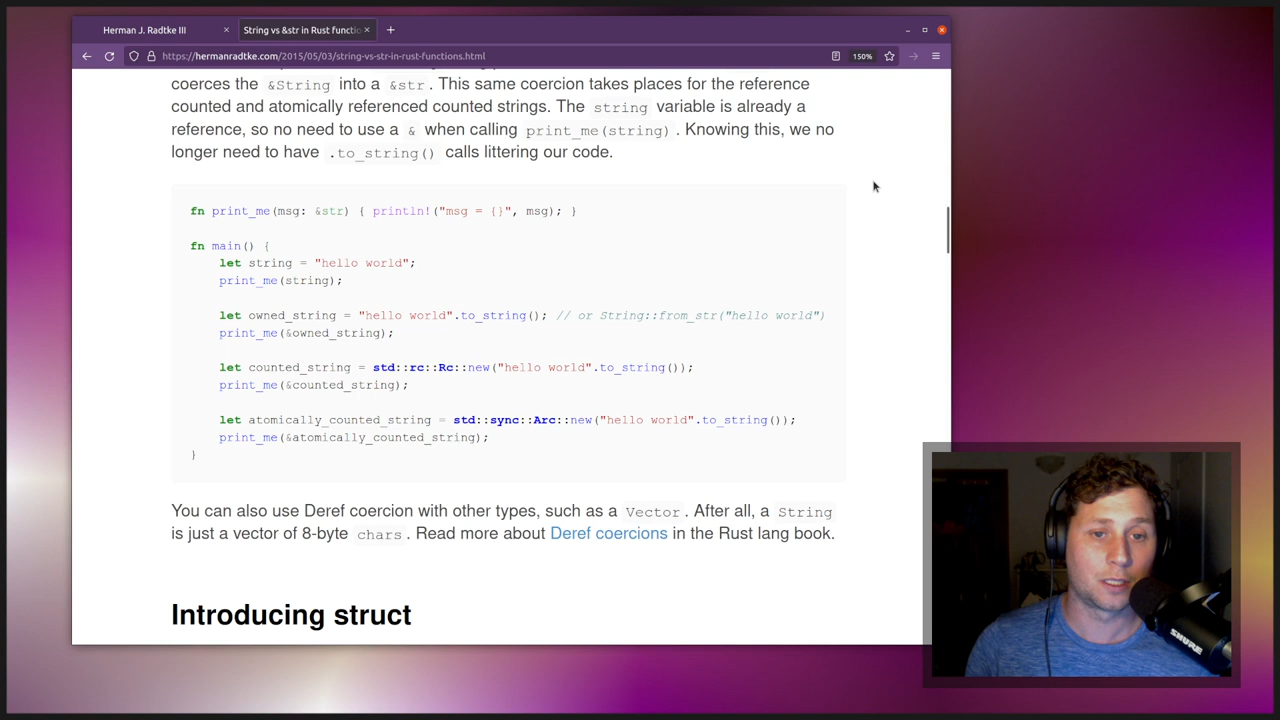 Herman J. Radtke III
String vs &str in Rust functio
https://hermanradtke.com/2015/05/03/string-vs-str-in-rust-functions.html
150%
coerces the &String into a &str. This same coercion takes places for the reference
counted and atomically referenced counted strings. The string variable is already a
reference, so no need to use a & when calling print_me(string). Knowing this, we no
longer need to have .to_string() calls littering our code.
fn print_me(msg: &str) { println!("msg = {}", msg); }
fn main() {
let string = "hello world";
print_me(string);
let owned_string = "hello world".to_string(); // or String::from_str("hello world")
print_me(&owned_string);
let counted_string = std::rc::Rc::new("hello world".to_string());
print_me(&counted_string);
let atomically_counted_string = std::sync::Arc::new("hello world".to_string());
print_me(&atomically_counted_string);
}
You can also use Deref coercion with other types, such as a Vector. After all, a String
is just a vector of 8-byte chars. Read more about Deref coercions in the Rust lang book.
Introducing struct
SHURE